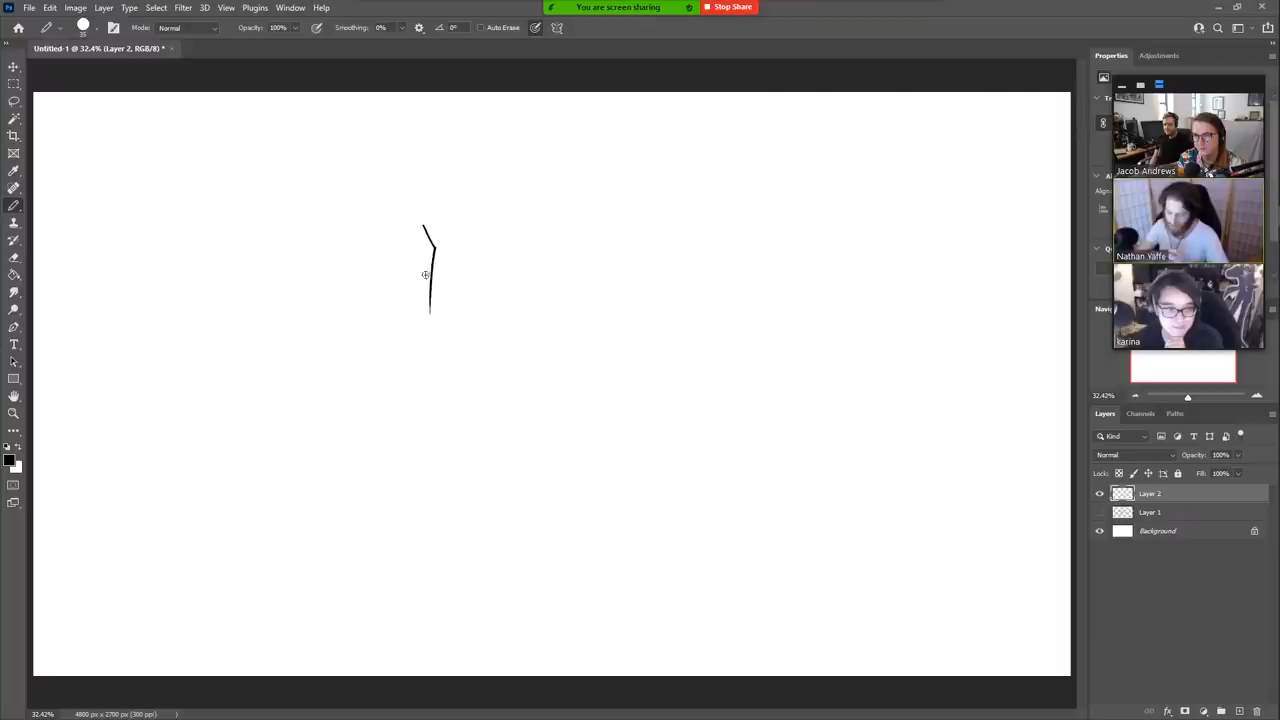 Ps File Edit Image Layer Type Select Filter 3D View Plugins Window Help
You are screen sharing Stop Share
35 Mode: Normal Opacity: 100% Smoothing: 0% 0° Auto Erase
Untitled-1 @ 32.4% (Layer 2, RGB/8) * ×
Properties Adjustments
Jacob Andrews
Nathan Yaffe
karina
32.42%
Layers Channels Paths
Kind
Normal Opacity: 100%
Lock: Fill: 100%
Layer 2
Layer 1
Background
32.42% 4800 px x 2700 px (300 ppi)